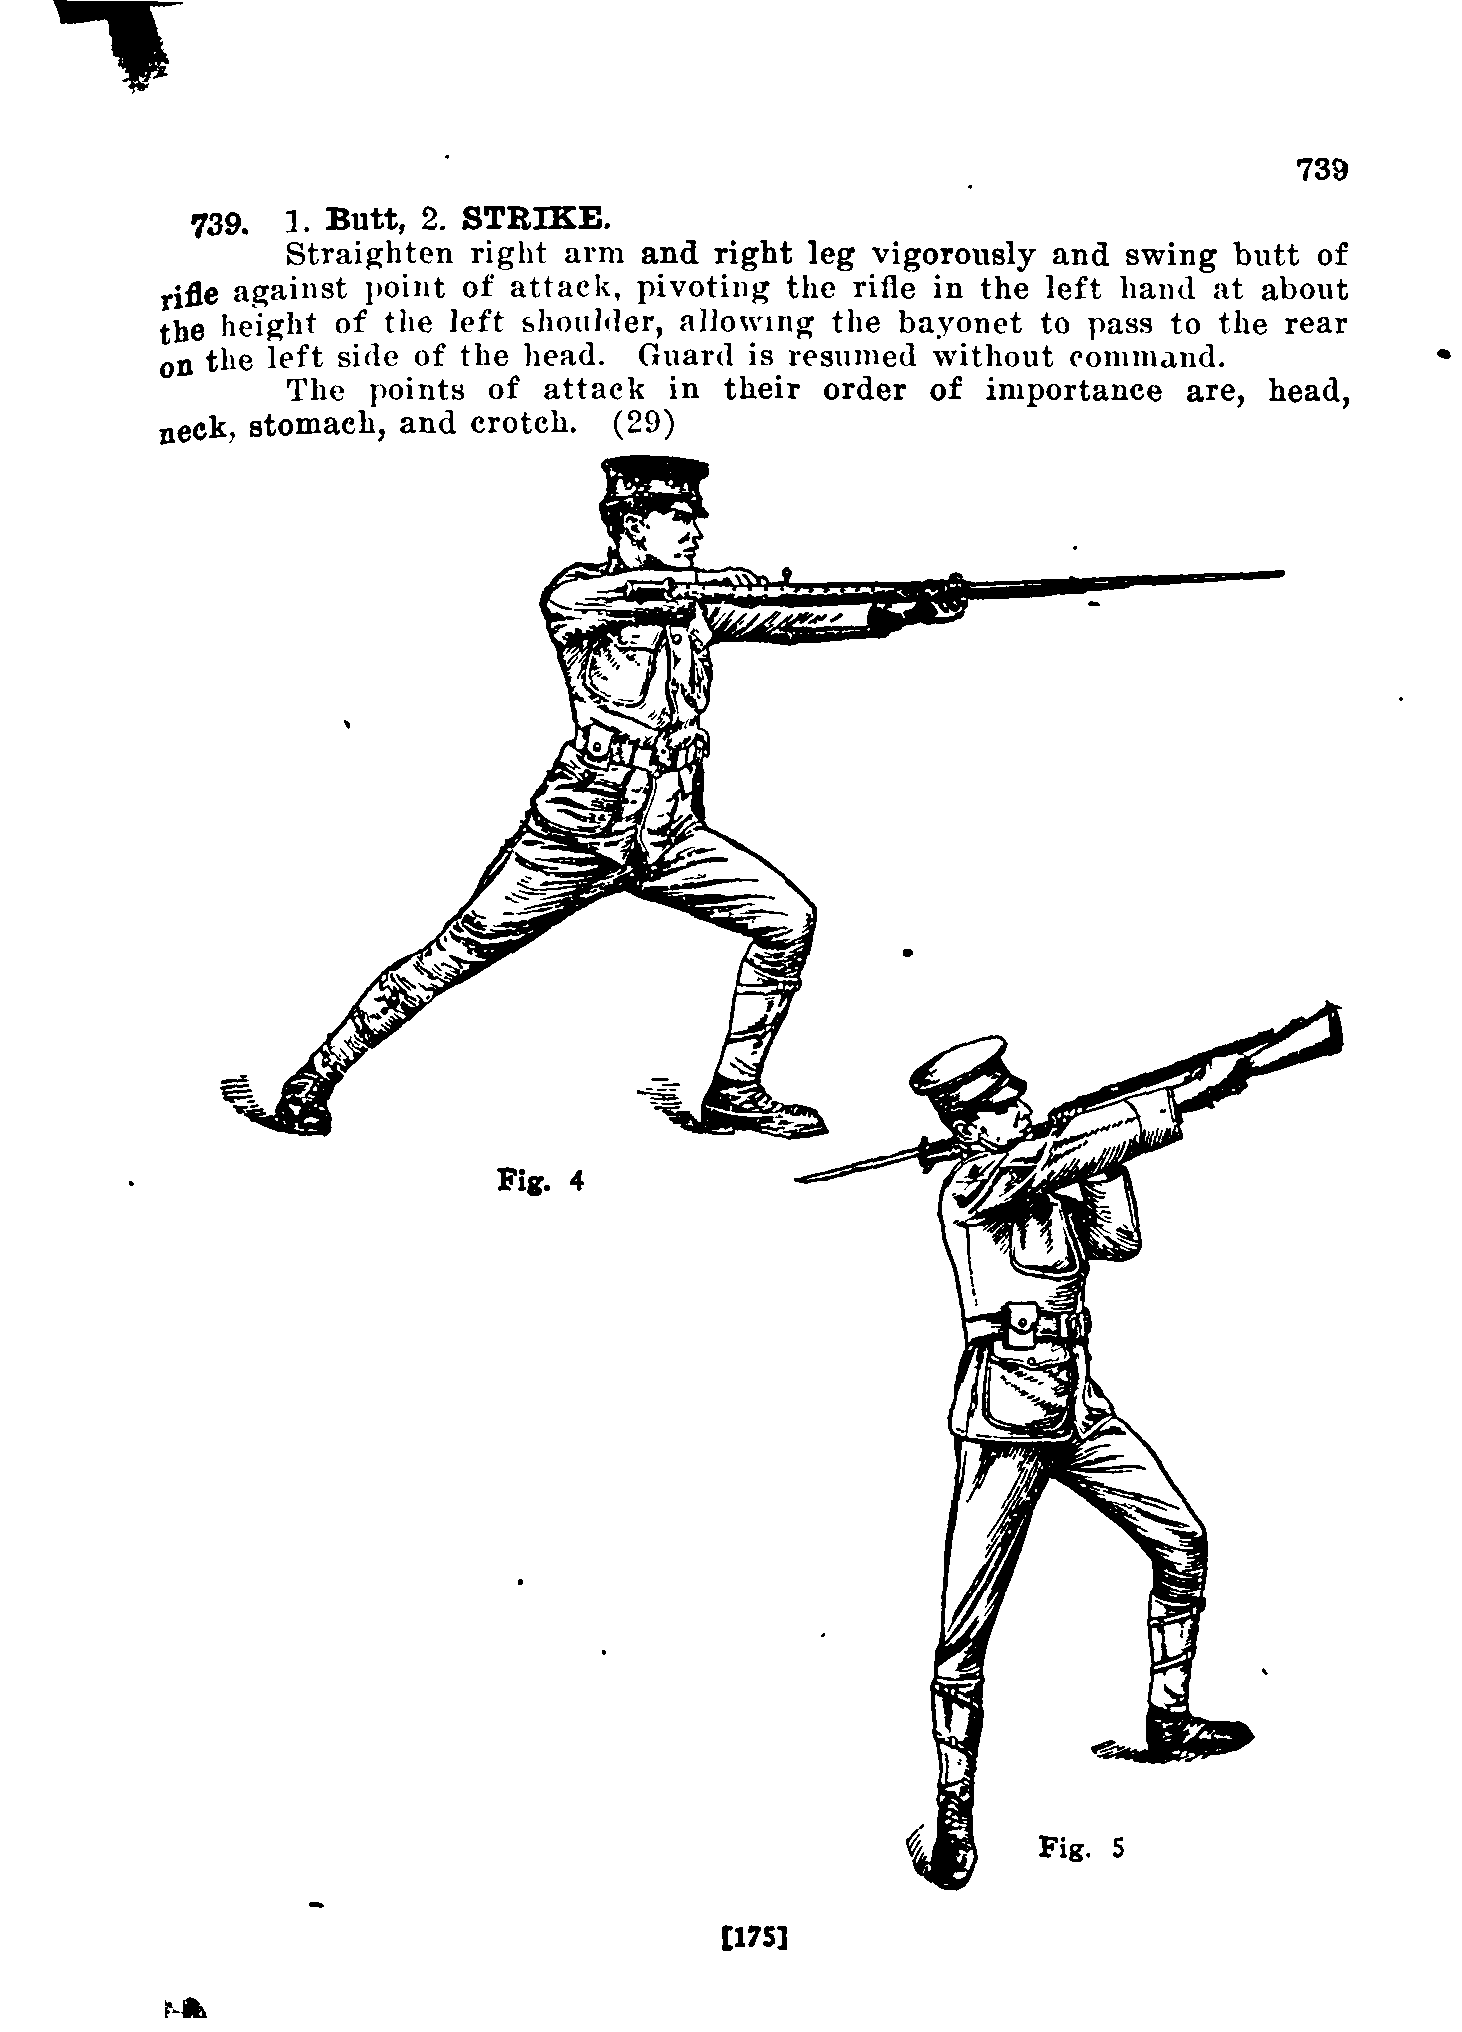 739
739. 1. Butt, 2. STRIKE.
Straighten right arm and right leg vigorously and swing butt of
rifle against point of attack, pivoting the rifle in the left hand at about
the height of the left shoulder, allowing the bayonet to pass to the rear
on the left side of the head. Guard is resumed without command.
The points of attack in their order of importance are, head,
neck, stomach, and crotch. (29)
Fig. 4
Fig. 5
[175]